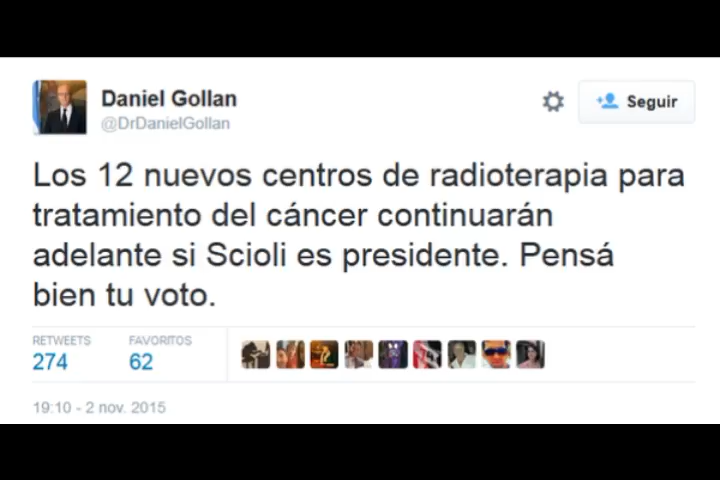 Daniel Gollan
@DrDanielGollan
Seguir
Los 12 nuevos centros de radioterapia para
tratamiento del cáncer continuarán
adelante si Scioli es presidente. Pensá
bien tu voto.
RETWEETS
FAVORITOS
274
62
19:10 - 2 nov. 2015